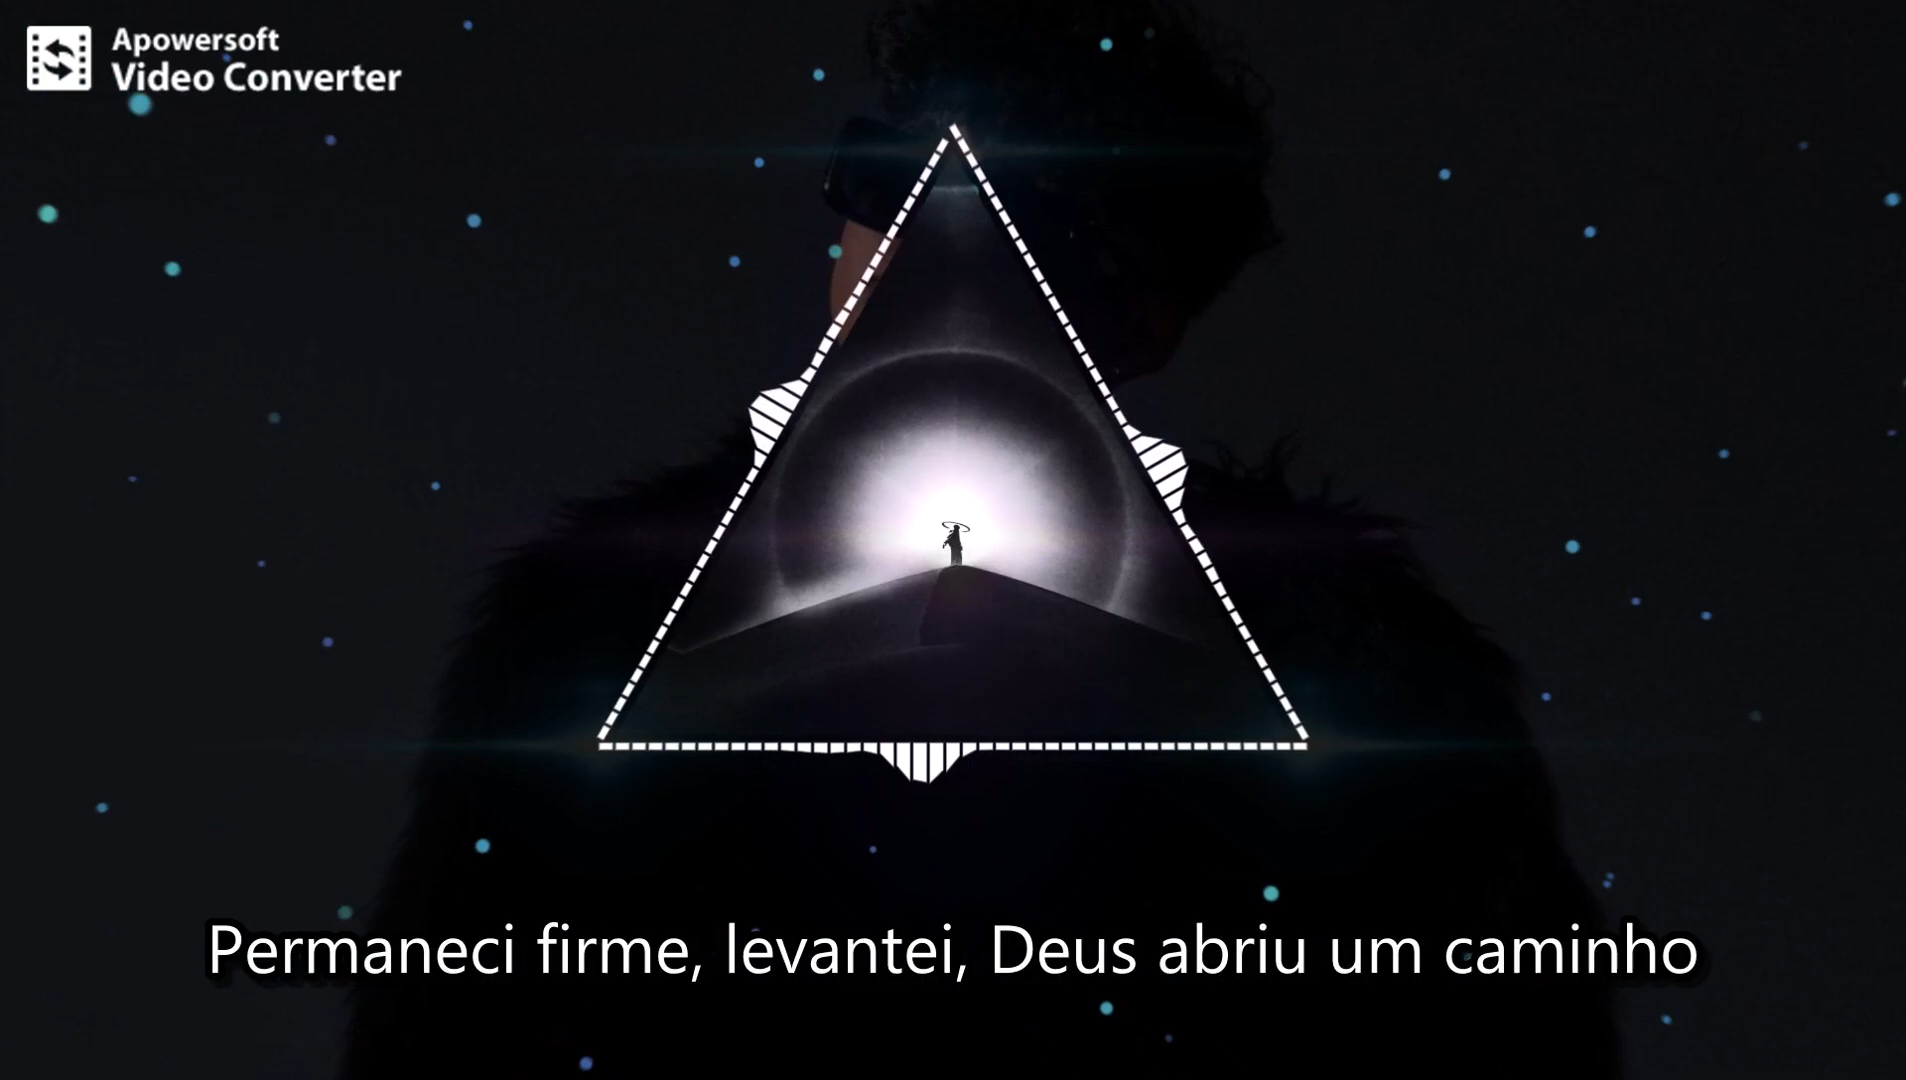 Apowersoft
Video Converter
Permaneci firme, levantei, Deus abriu um caminho